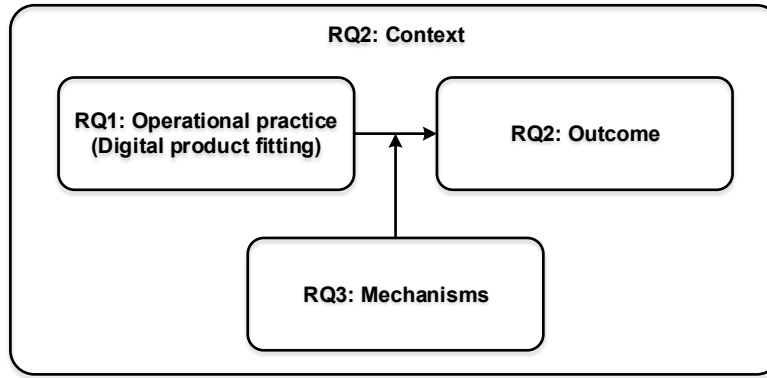 RQ2: Context
RQ1: Operational practice
(Digital product fitting)
RQ2: Outcome
RQ3: Mechanisms